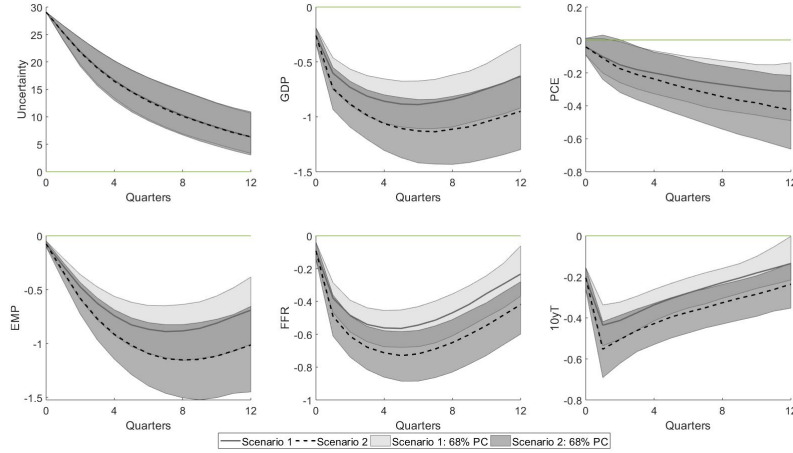 30
25
20
15
10
5
0
Uncertainty
0 4 8 12
Quarters
0
-0.5
-1
-1.5
GDP
0 4 8 12
Quarters
0.2
0
-0.2
-0.4
-0.6
-0.8
PCE
0 4 8 12
Quarters
0
-0.5
-1
-1.5
EMP
0 4 8 12
Quarters
0
-0.2
-0.4
-0.6
-0.8
-1
FFR
0 4 8 12
Quarters
0
-0.2
-0.4
-0.6
-0.8
10yT
0 4 8 12
Quarters
Scenario 1 Scenario 2 Scenario 1: 68% PC Scenario 2: 68% PC